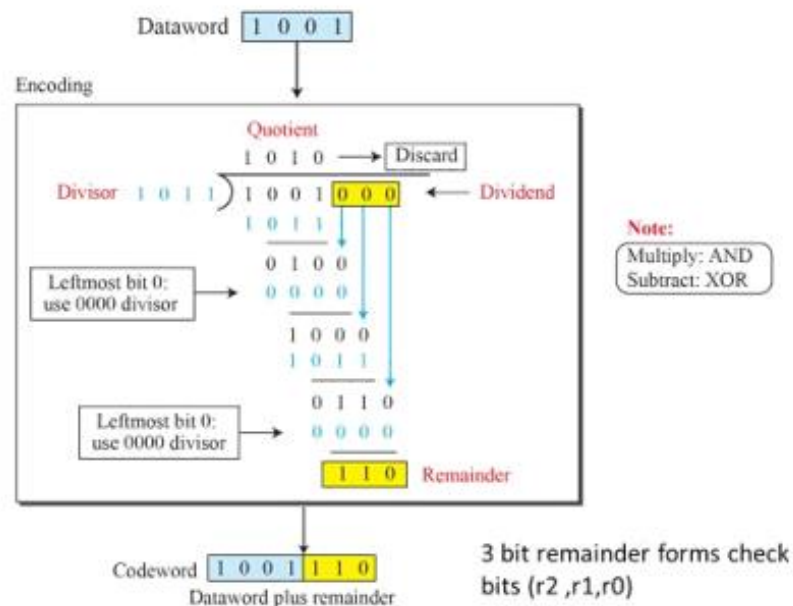 Dataword 1 0 0 1
Encoding
Quotient
1 0 1 0 Discard
Divisor 1 0 1 1 1 0 0 1 0 0 0 Dividend
1 0 1 1
0 1 0 0
Leftmost bit 0:
use 0000 divisor
0 0 0 0
1 0 0 0
1 0 1 1
0 1 1 0
Leftmost bit 0:
use 0000 divisor
0 0 0 0
1 1 0 Remainder
Note:
Multiply: AND
Subtract: XOR
Codeword 1 0 0 1 1 1 0
Dataword plus remainder
3 bit remainder forms check
bits (r2 ,r1,r0)